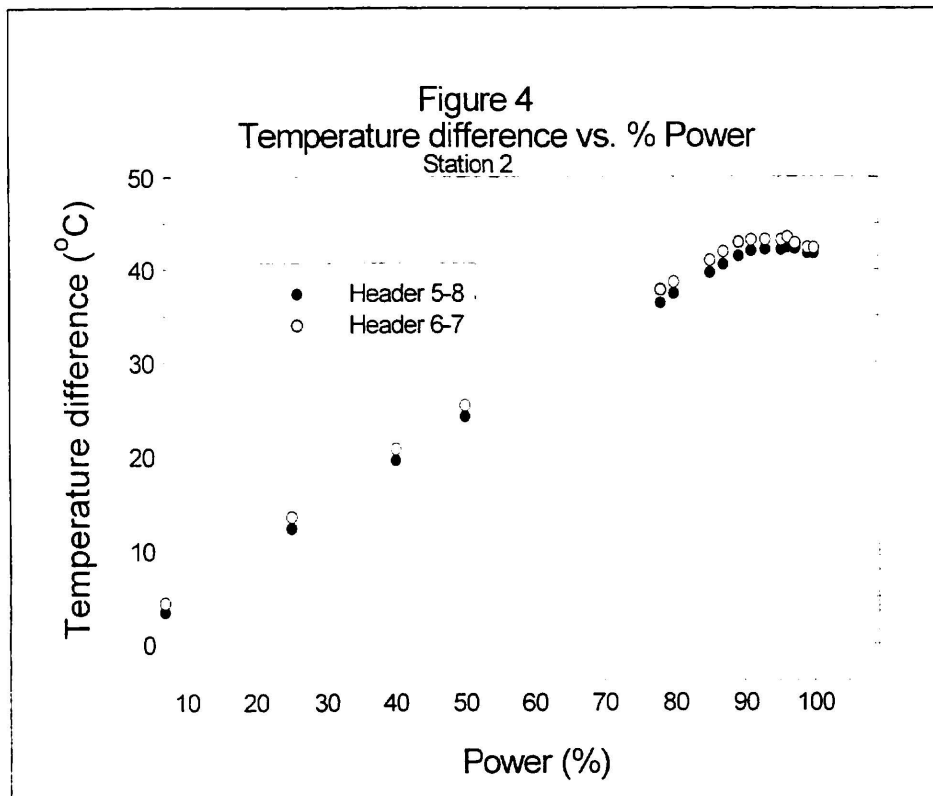 Figure 4
Temperature difference vs. % Power
Station 2
Temperature difference (°C)
50
40
30
20
10
0
Header 5-8
Header 6-7
10 20 30 40 50 60 70 80 90 100
Power (%)